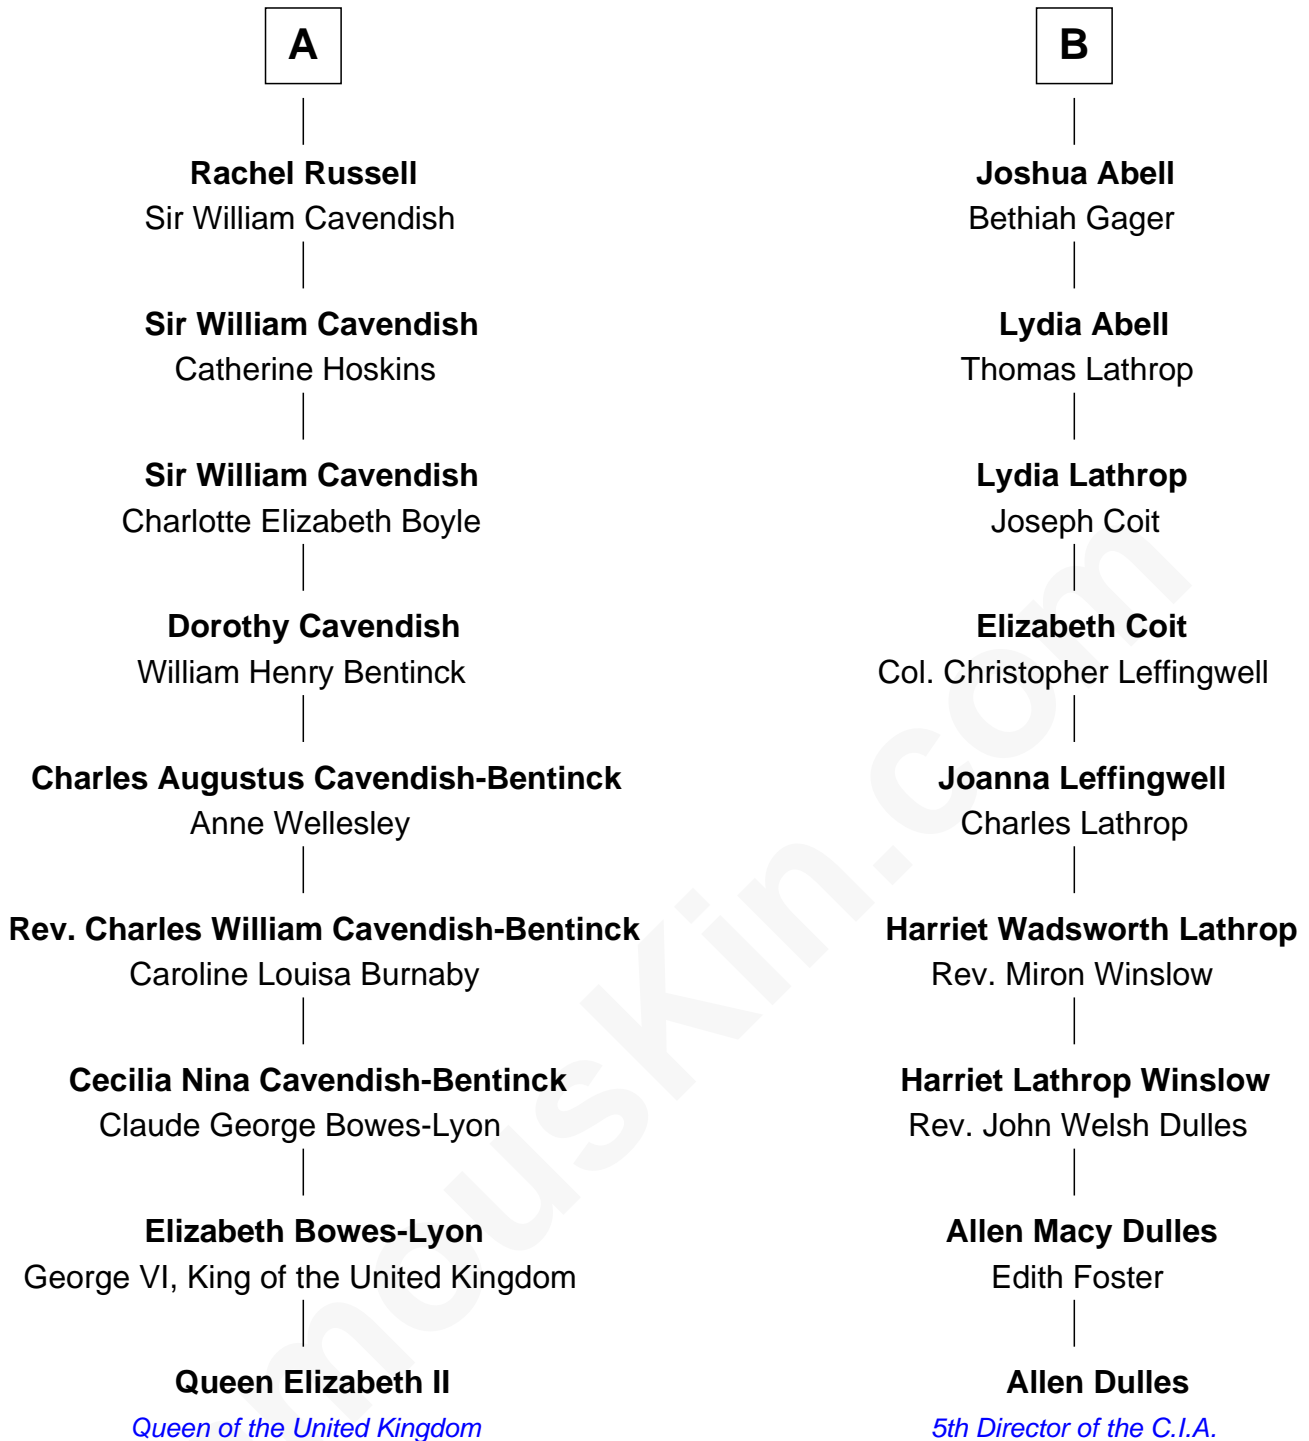 A
Rachel Russell
Sir William Cavendish
Sir William Cavendish
Catherine Hoskins
Sir William Cavendish
Charlotte Elizabeth Boyle
Dorothy Cavendish
William Henry Bentinck
Charles Augustus Cavendish-Bentinck
Anne Wellesley
Rev. Charles William Cavendish-Bentinck
Caroline Louisa Burnaby
Cecilia Nina Cavendish-Bentinck
Claude George Bowes-Lyon
Elizabeth Bowes-Lyon
George VI, King of the United Kingdom
Queen Elizabeth II
Queen of the United Kingdom
B
Joshua Abell
Bethiah Gager
Lydia Abell
Thomas Lathrop
Lydia Lathrop
Joseph Coit
Elizabeth Coit
Col. Christopher Leffingwell
Joanna Leffingwell
Charles Lathrop
Harriet Wadsworth Lathrop
Rev. Miron Winslow
Harriet Lathrop Winslow
Rev. John Welsh Dulles
Allen Macy Dulles
Edith Foster
Allen Dulles
5th Director of the C.I.A.
mousKin.com